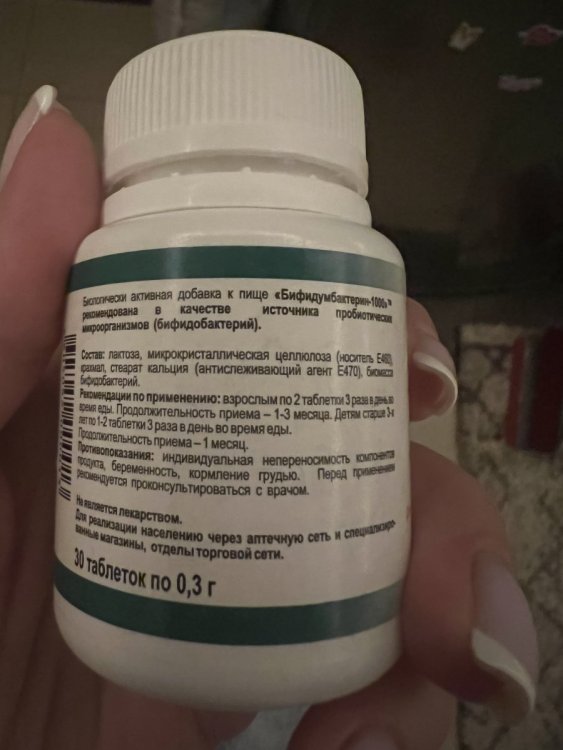 Биологически активная добавка к пище «Бифидумбактерин-1000»™
рекомендована в качестве источника пробиотических
микроорганизмов (бифидобактерий).
Состав: лактоза, микрокристаллическая целлюлоза (носитель Е460),
крахмал, стеарат кальция (антислеживающий агент Е470), биомасса
бифидобактерий.
Рекомендации по применению: взрослым по 2 таблетки 3 раза в день во
время еды. Продолжительность приема – 1-3 месяца. Детям старше 3-х
лет по 1-2 таблетки 3 раза в день во время еды.
Продолжительность приема – 1 месяц.
Противопоказания: индивидуальная непереносимость компонентов
продукта, беременность, кормление грудью. Перед применением
рекомендуется проконсультироваться с врачом.
Не является лекарством.
Для реализации населению через аптечную сеть и специализиро-
ванные магазины, отделы торговой сети.
30 таблеток по 0,3 г